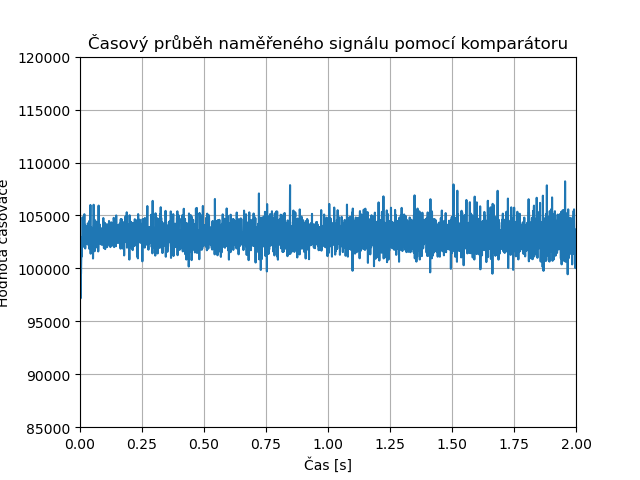 Časový průběh naměřeného signálu pomocí komparátoru
120000
115000
110000
105000
100000
95000
90000
85000
Hodnota časovače
0.00 0.25 0.50 0.75 1.00 1.25 1.50 1.75 2.00
Čas [s]